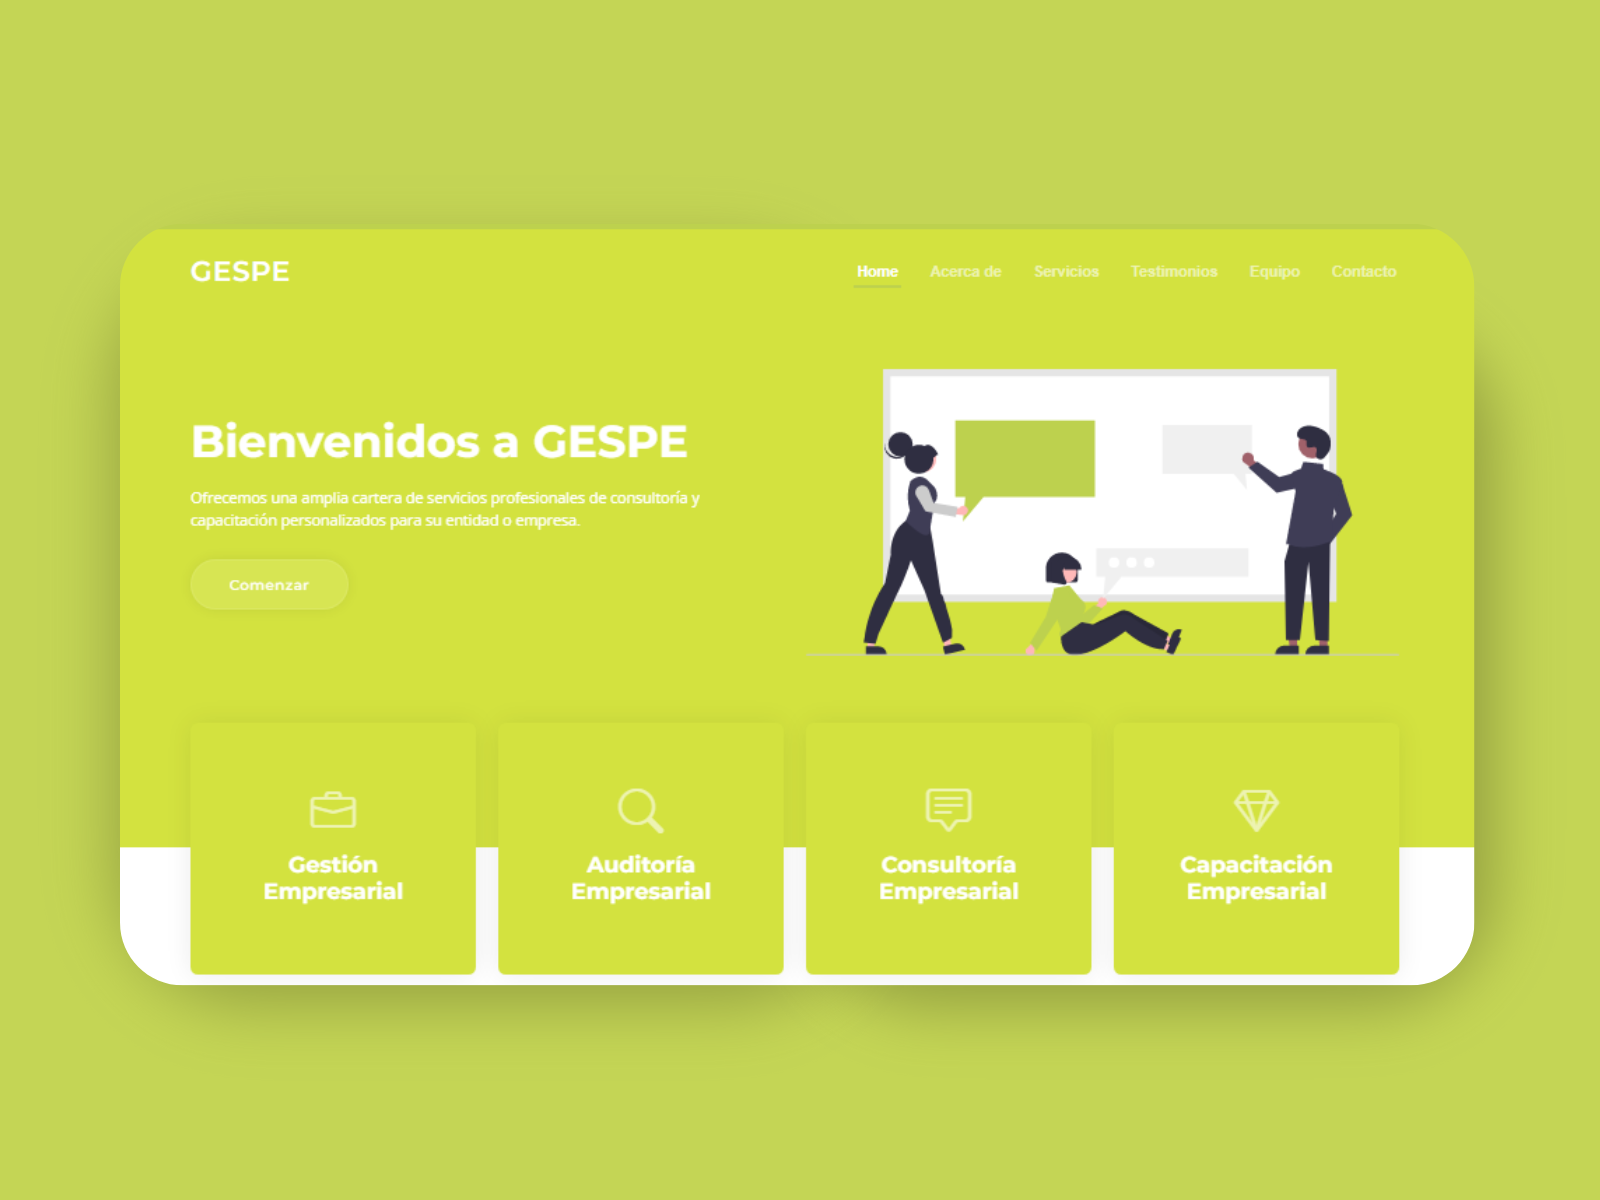 GESPE
Home Acerca de Servicios Testimonios Equipo Contacto
Bienvenidos a GESPE
Ofrecemos una amplia cartera de servicios profesionales de consultoría y
capacitación personalizados para su entidad o empresa.
Comenzar
Gestión
Empresarial
Auditoría
Empresarial
Consultoría
Empresarial
Capacitación
Empresarial